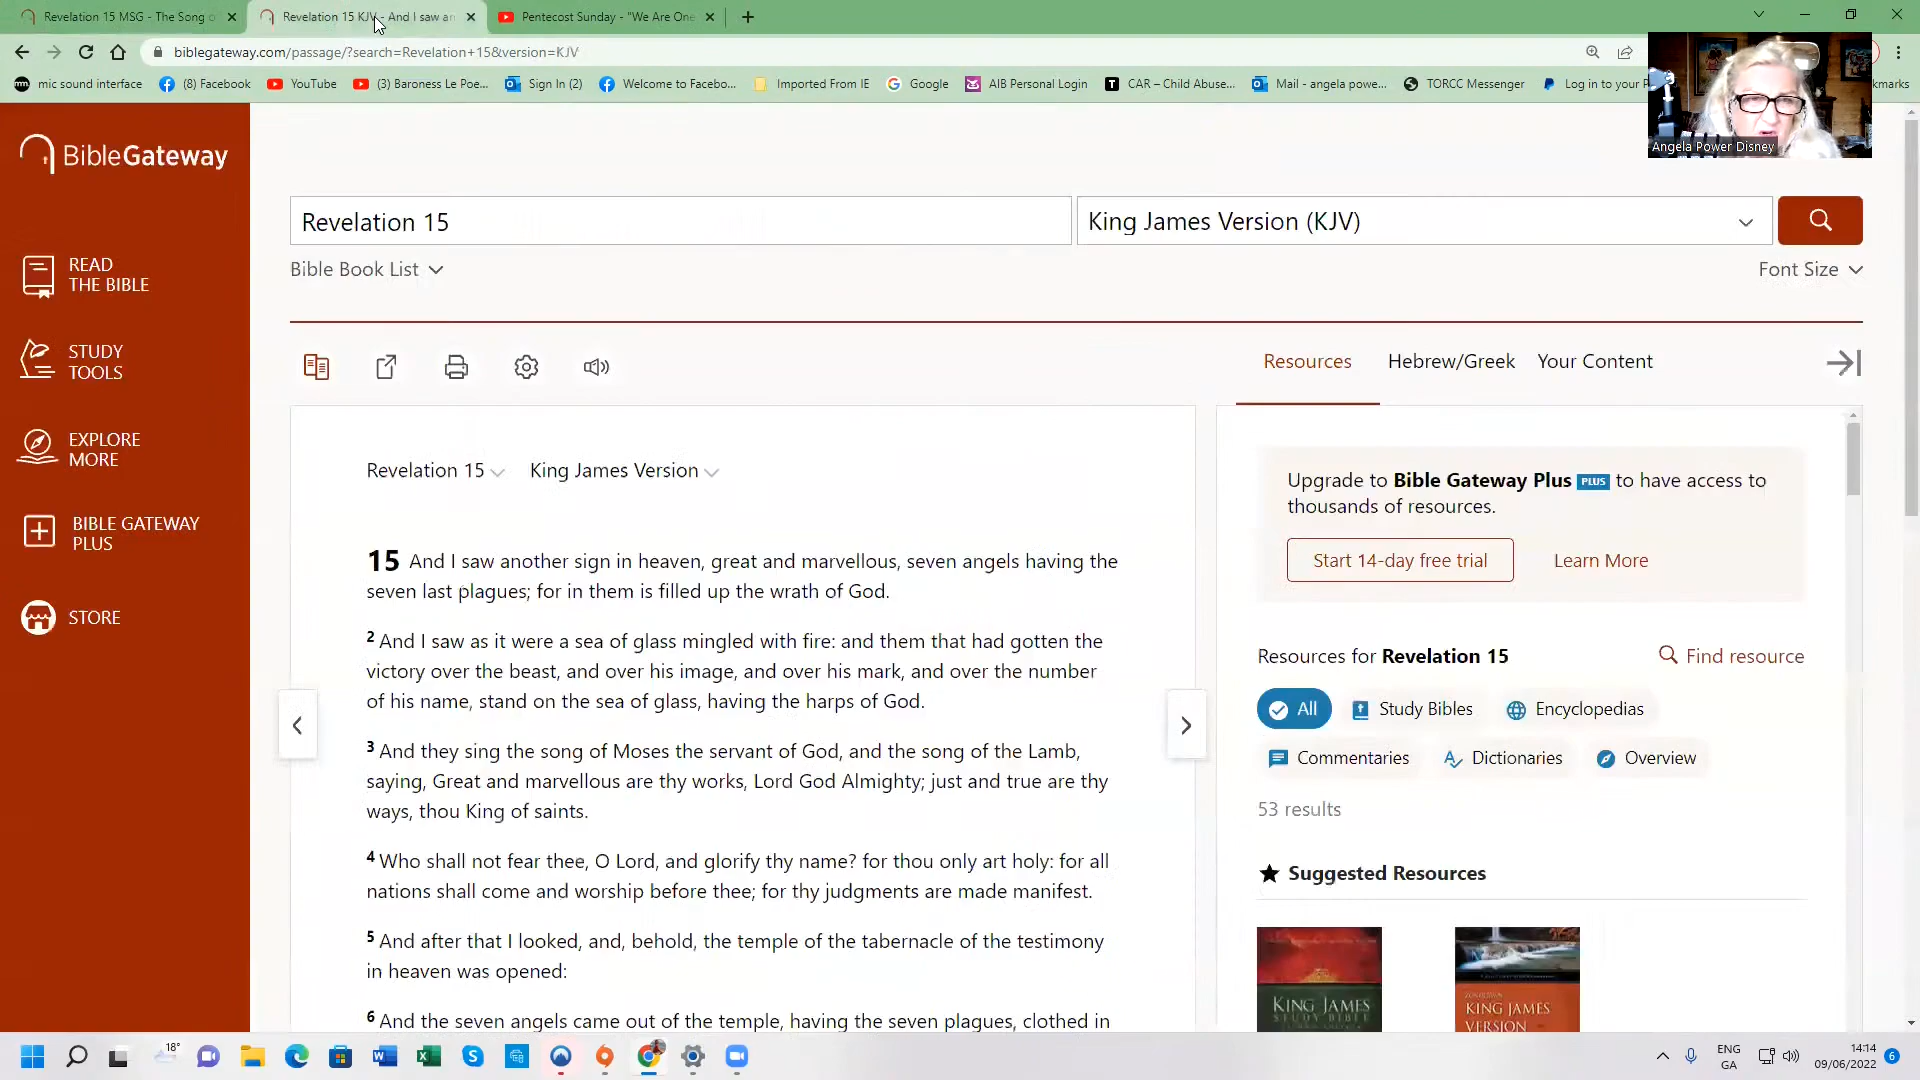 Revelation 15 MSG - The Song o
Revelation 15 KJV - And I saw an
Pentecost Sunday - "We Are One
biblegateway.com/passage/?search=Revelation+15&version=KJV
mic sound interface
(8) Facebook
YouTube
(3) Baroness Le Poe...
Sign In (2)
Welcome to Facebo...
Imported From IE
Google
AIB Personal Login
CAR – Child Abuse...
Mail - angela powe...
TORCC Messenger
Log in to your P
kmarks
Angela Power Disney
BibleGateway
READ
THE BIBLE
STUDY
TOOLS
EXPLORE
MORE
BIBLE GATEWAY
PLUS
STORE
Revelation 15
King James Version (KJV)
Bible Book List
Font Size
Resources
Hebrew/Greek
Your Content
Revelation 15
King James Version
15 And I saw another sign in heaven, great and marvellous, seven angels having the
seven last plagues; for in them is filled up the wrath of God.
2 And I saw as it were a sea of glass mingled with fire: and them that had gotten the
victory over the beast, and over his image, and over his mark, and over the number
of his name, stand on the sea of glass, having the harps of God.
3 And they sing the song of Moses the servant of God, and the song of the Lamb,
saying, Great and marvellous are thy works, Lord God Almighty; just and true are thy
ways, thou King of saints.
4 Who shall not fear thee, O Lord, and glorify thy name? for thou only art holy: for all
nations shall come and worship before thee; for thy judgments are made manifest.
5 And after that I looked, and, behold, the temple of the tabernacle of the testimony
in heaven was opened:
6 And the seven angels came out of the temple, having the seven plagues, clothed in
Upgrade to Bible Gateway Plus PLUS to have access to
thousands of resources.
Start 14-day free trial
Learn More
Resources for Revelation 15
Find resource
All
Study Bibles
Encyclopedias
Commentaries
Dictionaries
Overview
53 results
Suggested Resources
KING JAMES
STUDY BIBLE
KING JAMES
VERSION
18°
ENG
GA
14:14
09/06/2022
6